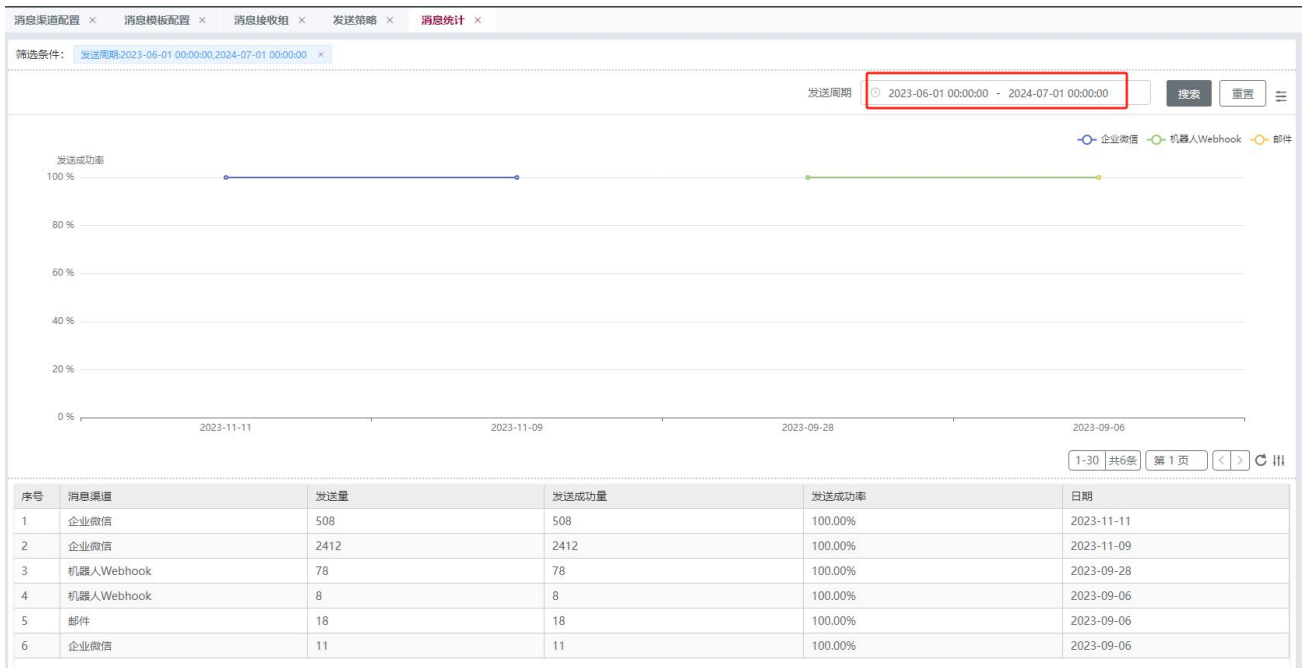 消息渠道配置 × 消息模板配置 × 消息接收组 × 发送策略 × 消息统计 ×
筛选条件： 发送周期:2023-06-01 00:00:00,2024-07-01 00:00:00 ×
发送周期 2023-06-01 00:00:00 - 2024-07-01 00:00:00 搜索 重置
企业微信 机器人Webhook 邮件
发送成功率
100 %
80 %
60 %
40 %
20 %
0 %
2023-11-11 2023-11-09 2023-09-28 2023-09-06
1-30 共6条 第 1 页 < >
序号 消息渠道 发送量 发送成功量 发送成功率 日期
1 企业微信 508 508 100.00% 2023-11-11
2 企业微信 2412 2412 100.00% 2023-11-09
3 机器人Webhook 78 78 100.00% 2023-09-28
4 机器人Webhook 8 8 100.00% 2023-09-06
5 邮件 18 18 100.00% 2023-09-06
6 企业微信 11 11 100.00% 2023-09-06